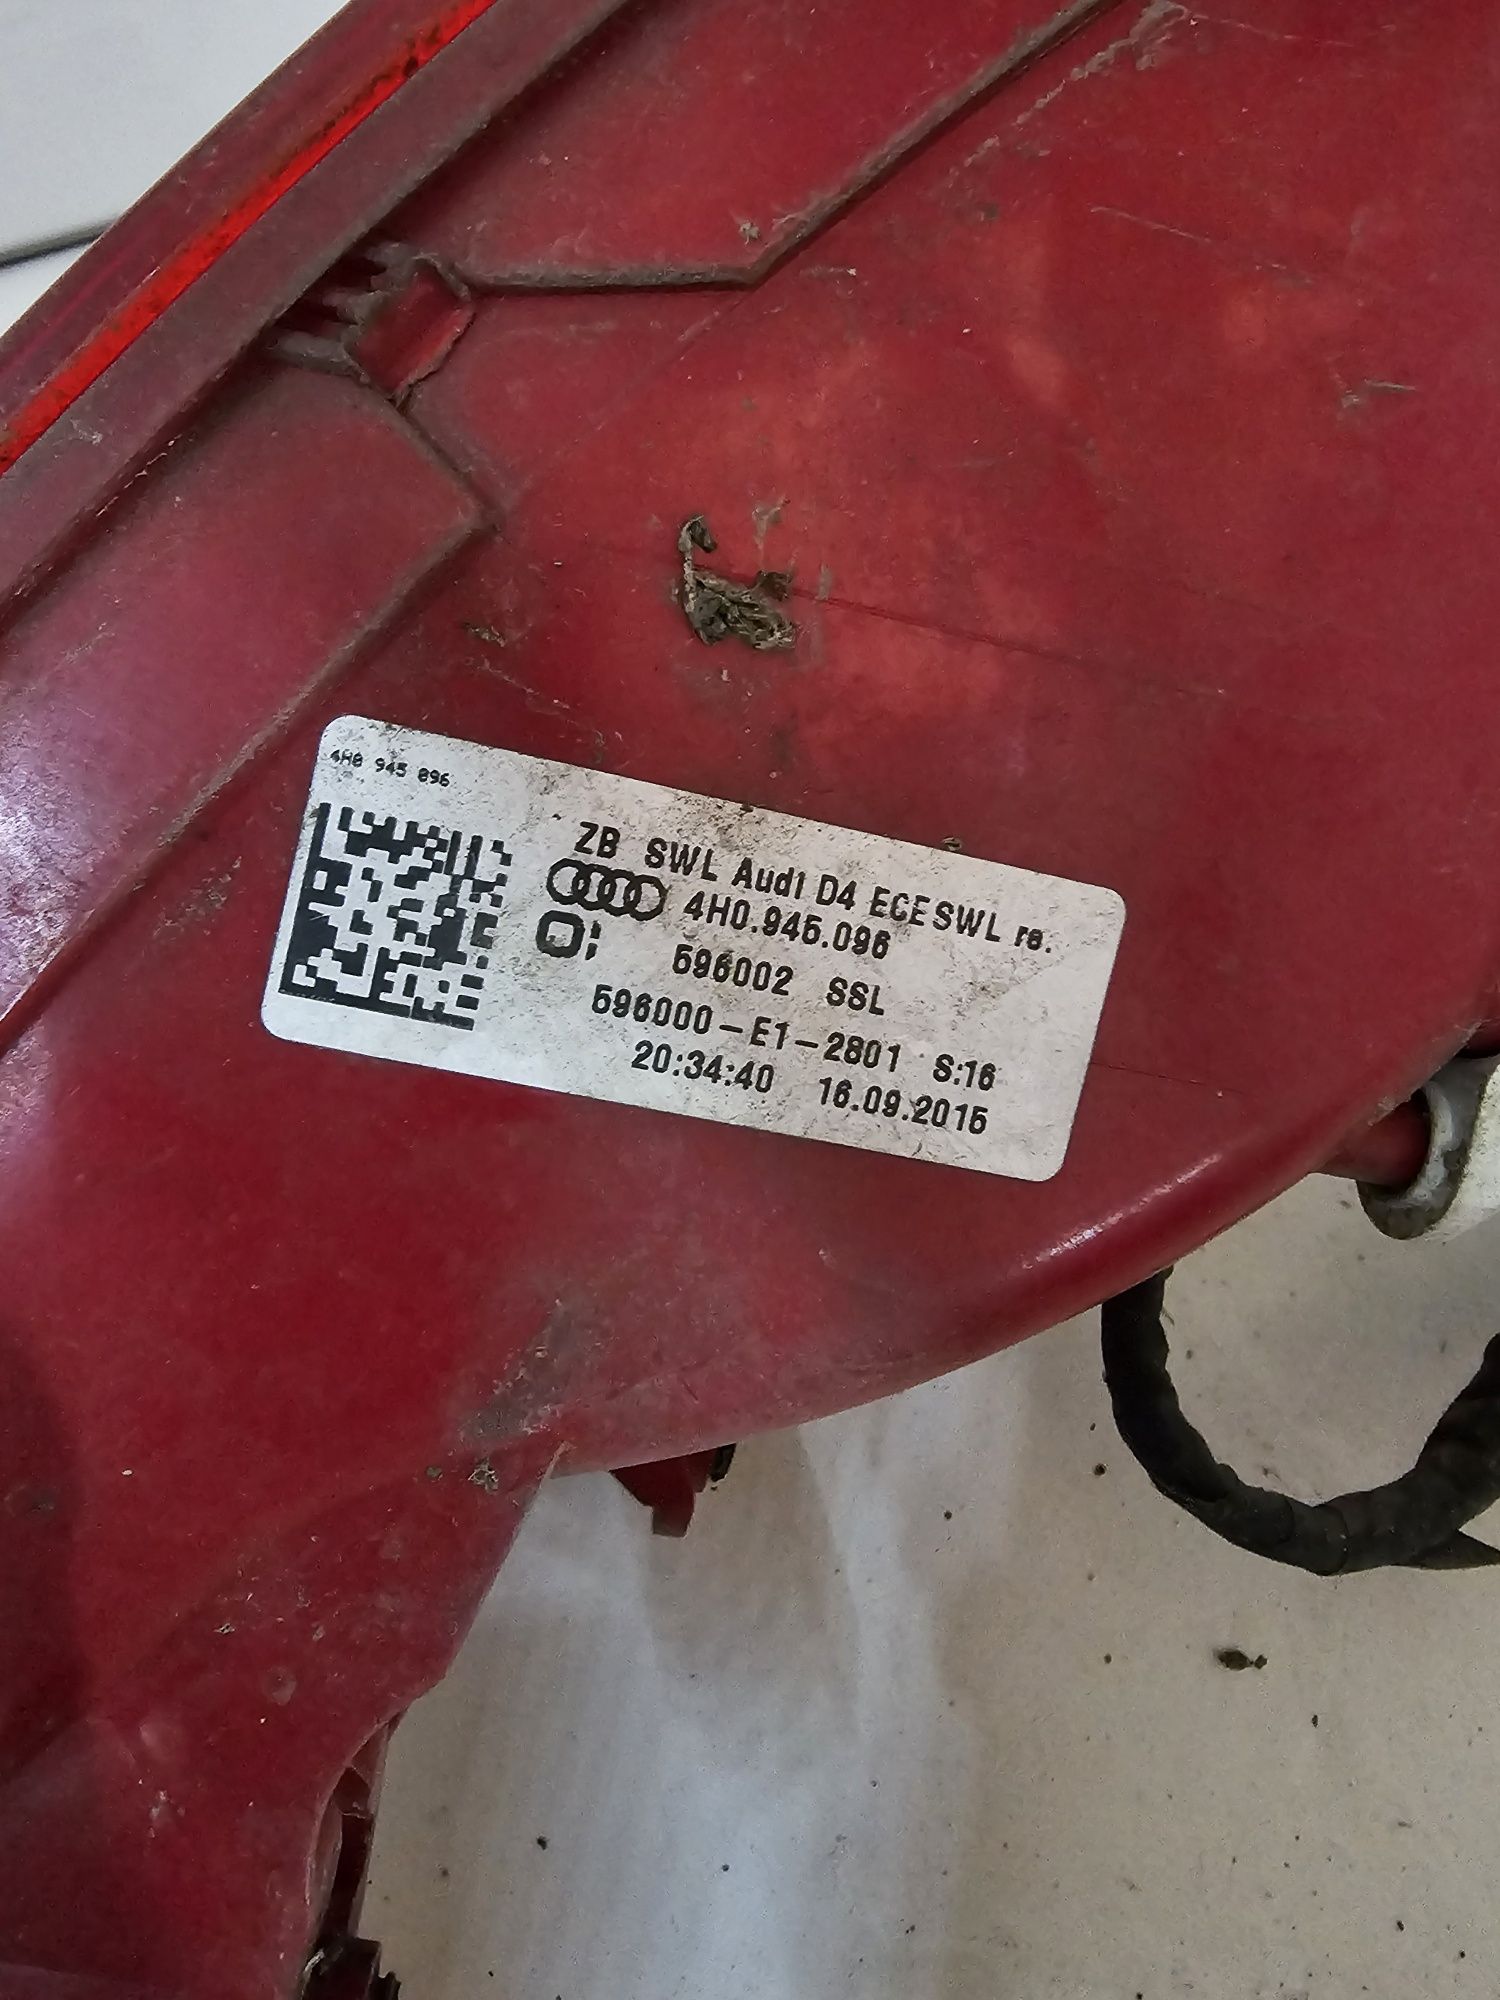 4H0 945 096
ZB SWL Audi D4 ECE SWL re.
4H0.945.096
596002 SSL
596000-E1-2801 S:16
20:34:40 16.09.2015